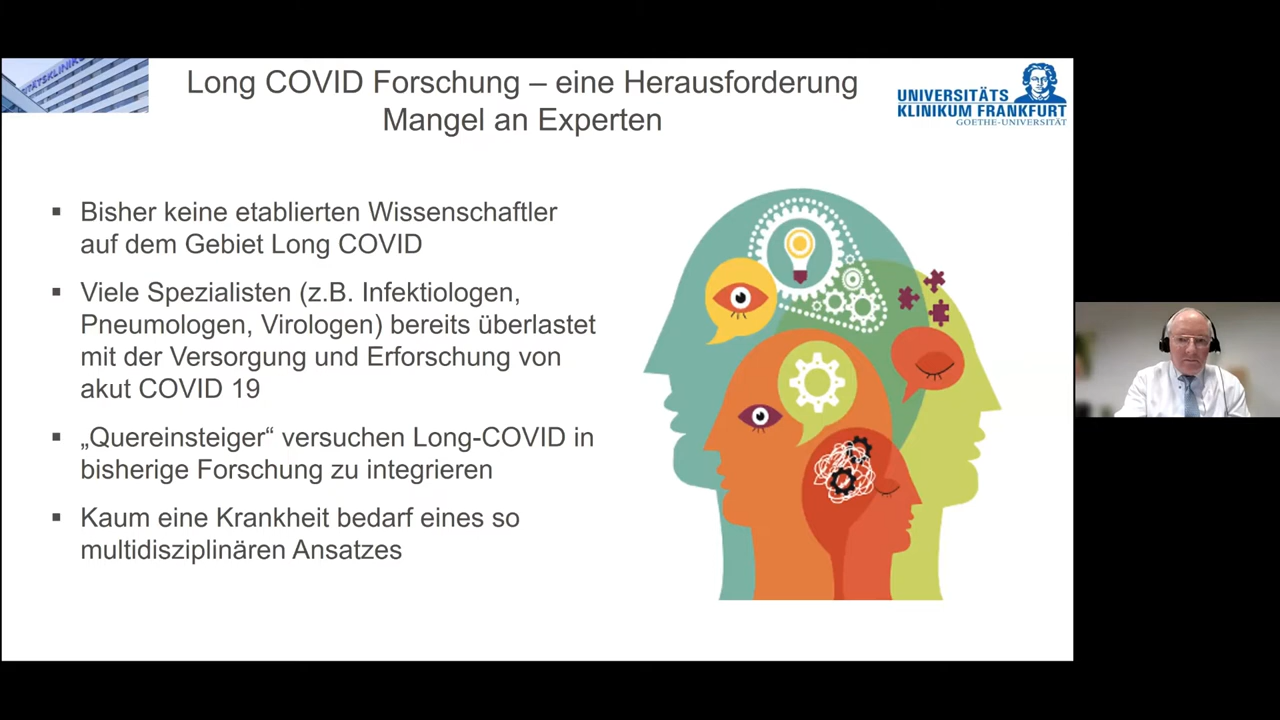 Long COVID Forschung – eine Herausforderung
Mangel an Experten
UNIVERSITÄTS
KLINIKUM FRANKFURT
GOETHE-UNIVERSITÄT
▪ Bisher keine etablierten Wissenschaftler
auf dem Gebiet Long COVID
▪ Viele Spezialisten (z.B. Infektiologen,
Pneumologen, Virologen) bereits überlastet
mit der Versorgung und Erforschung von
akut COVID 19
▪ „Quereinsteiger“ versuchen Long-COVID in
bisherige Forschung zu integrieren
▪ Kaum eine Krankheit bedarf eines so
multidisziplinären Ansatzes